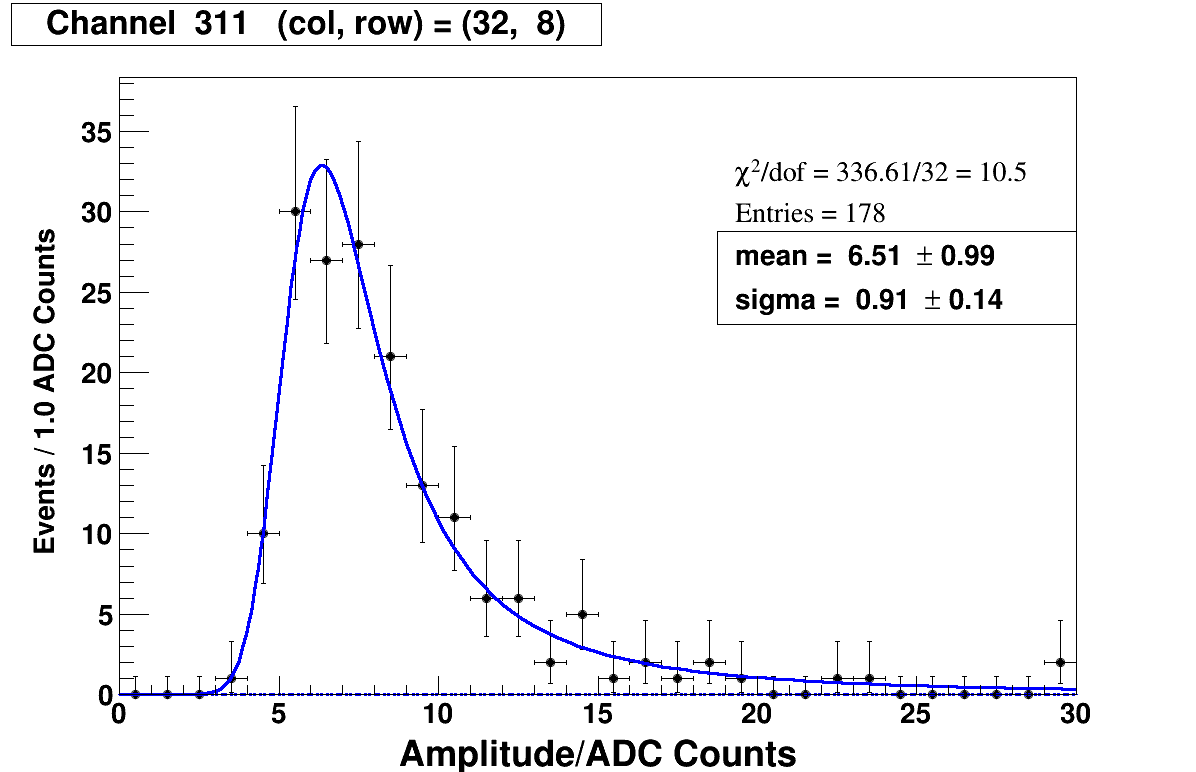 Channel 311 (col, row) = (32, 8)
χ²/dof = 336.61/32 = 10.5
Entries = 178
mean = 6.51 ± 0.99
sigma = 0.91 ± 0.14
Events / 1.0 ADC Counts
35
30
25
20
15
10
5
0
0 5 10 15 20 25 30
Amplitude/ADC Counts